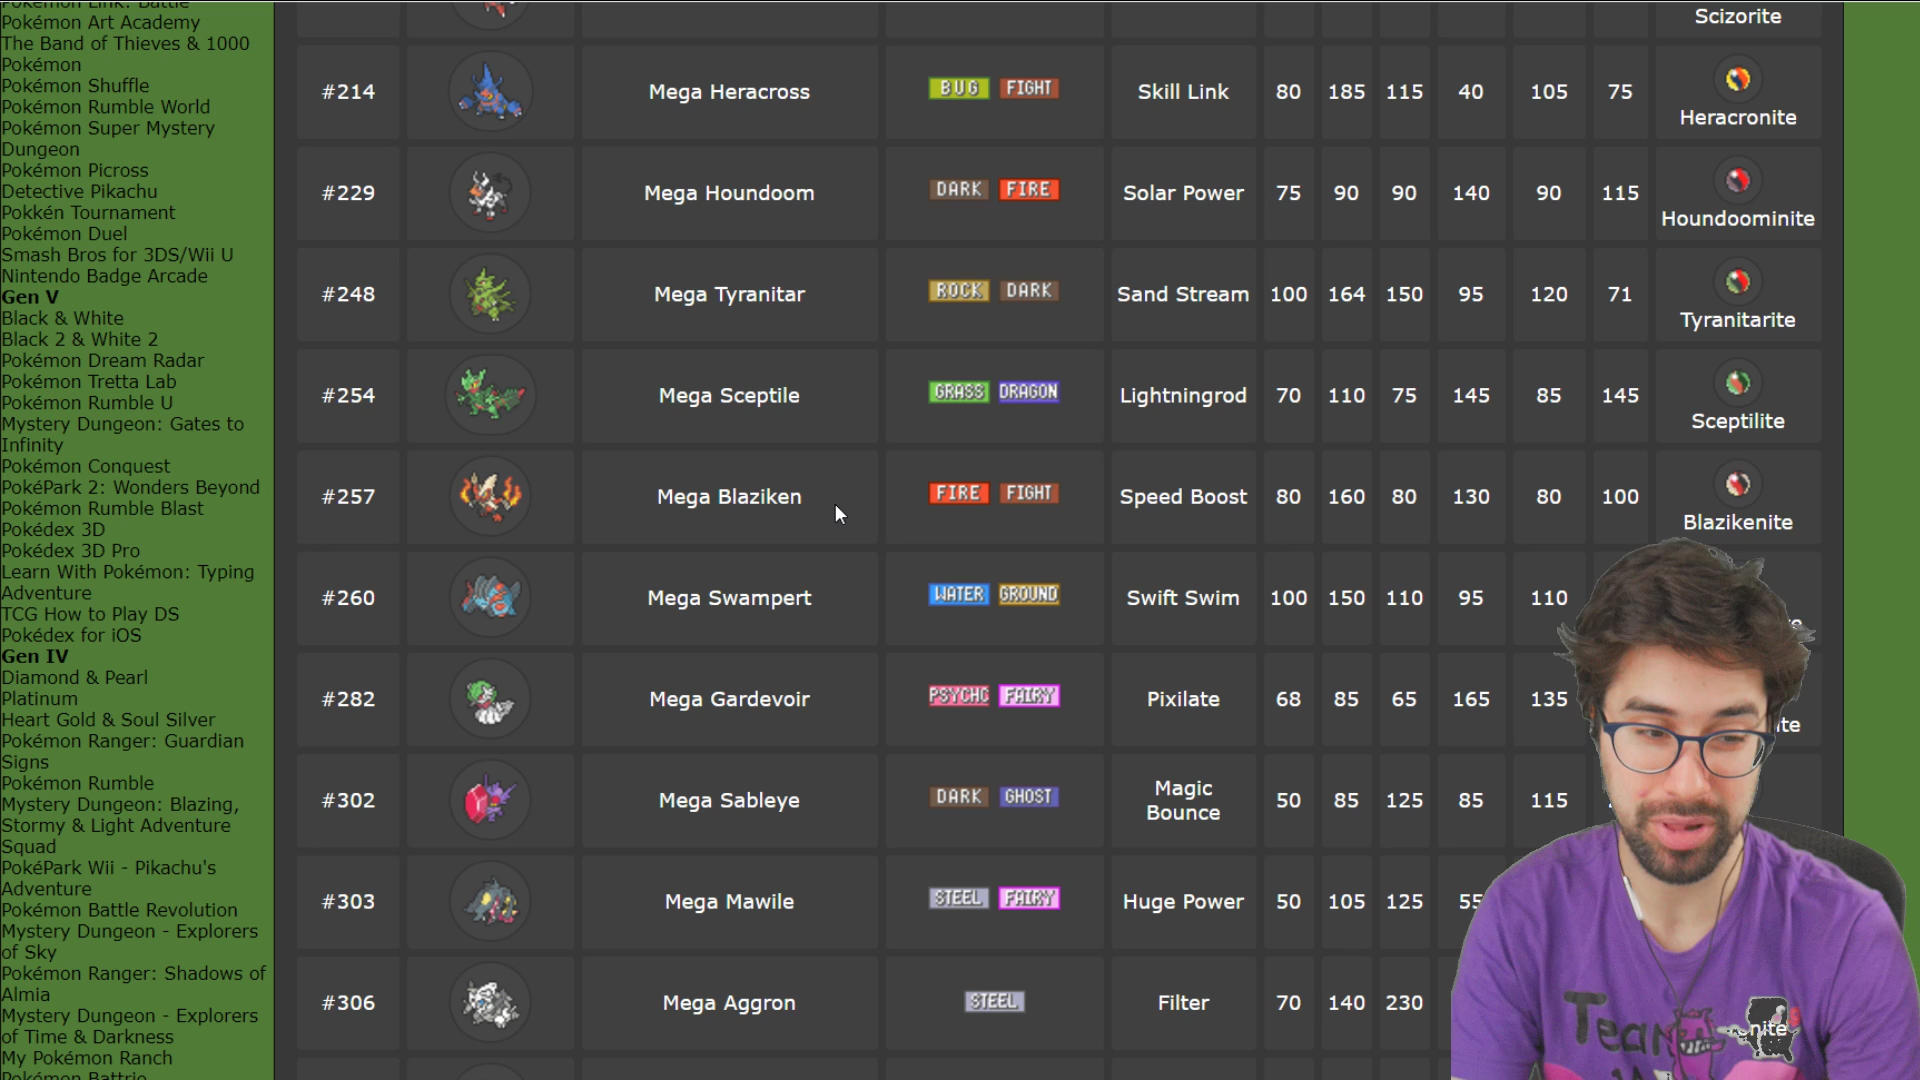 Pokémon Link: Battle
Pokémon Art Academy
The Band of Thieves & 1000
Pokémon
Pokémon Shuffle
Pokémon Rumble World
Pokémon Super Mystery
Dungeon
Pokémon Picross
Detective Pikachu
Pokkén Tournament
Pokémon Duel
Smash Bros for 3DS/Wii U
Nintendo Badge Arcade
Gen V
Black & White
Black 2 & White 2
Pokémon Dream Radar
Pokémon Tretta Lab
Pokémon Rumble U
Mystery Dungeon: Gates to
Infinity
Pokémon Conquest
PokéPark 2: Wonders Beyond
Pokémon Rumble Blast
Pokédex 3D
Pokédex 3D Pro
Learn With Pokémon: Typing
Adventure
TCG How to Play DS
Pokédex for iOS
Gen IV
Diamond & Pearl
Platinum
Heart Gold & Soul Silver
Pokémon Ranger: Guardian
Signs
Pokémon Rumble
Mystery Dungeon: Blazing,
Stormy & Light Adventure
Squad
PokéPark Wii - Pikachu's
Adventure
Pokémon Battle Revolution
Mystery Dungeon - Explorers
of Sky
Pokémon Ranger: Shadows of
Almia
Mystery Dungeon - Explorers
of Time & Darkness
My Pokémon Ranch
Pokémon Battrio
Scizorite
#214 Mega Heracross BUG FIGHT Skill Link 80 185 115 40 105 75 Heracronite
#229 Mega Houndoom DARK FIRE Solar Power 75 90 90 140 90 115 Houndoominite
#248 Mega Tyranitar ROCK DARK Sand Stream 100 164 150 95 120 71 Tyranitarite
#254 Mega Sceptile GRASS DRAGON Lightningrod 70 110 75 145 85 145 Sceptilite
#257 Mega Blaziken FIRE FIGHT Speed Boost 80 160 80 130 80 100 Blazikenite
#260 Mega Swampert WATER GROUND Swift Swim 100 150 110 95 110
#282 Mega Gardevoir PSYCHC FAIRY Pixilate 68 85 65 165 135 ite
#302 Mega Sableye DARK GHOST Magic Bounce 50 85 125 85 115
#303 Mega Mawile STEEL FAIRY Huge Power 50 105 125 55
#306 Mega Aggron STEEL Filter 70 140 230 nite
Team